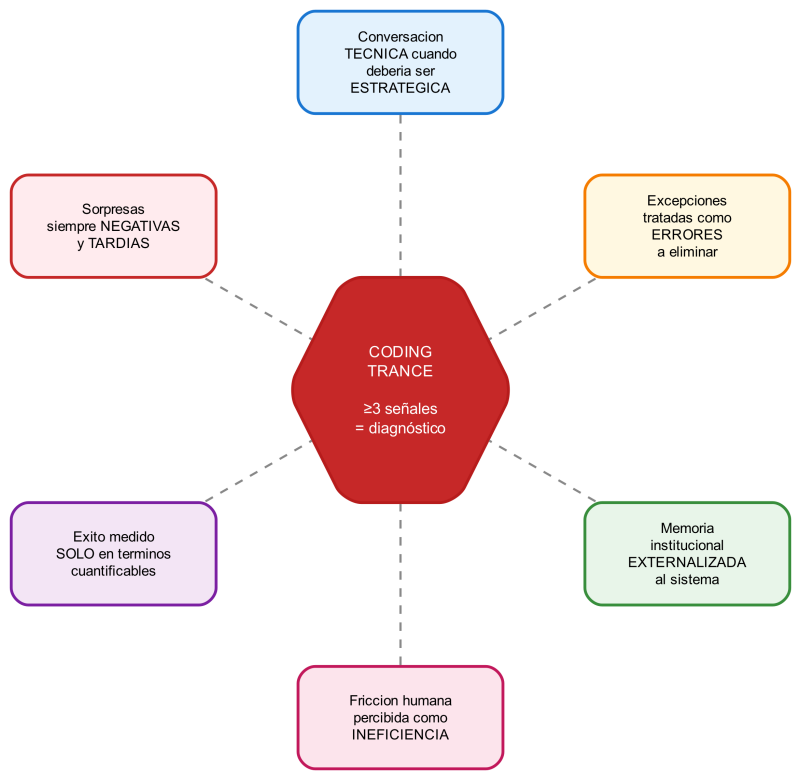 Conversacion
TECNICA cuando
deberia ser
ESTRATEGICA
Sorpresas
siempre NEGATIVAS
y TARDIAS
Excepciones
tratadas como
ERRORES
a eliminar
CODING
TRANCE
≥3 señales
= diagnóstico
Exito medido
SOLO en terminos
cuantificables
Memoria
institucional
EXTERNALIZADA
al sistema
Friccion humana
percibida como
INEFICIENCIA